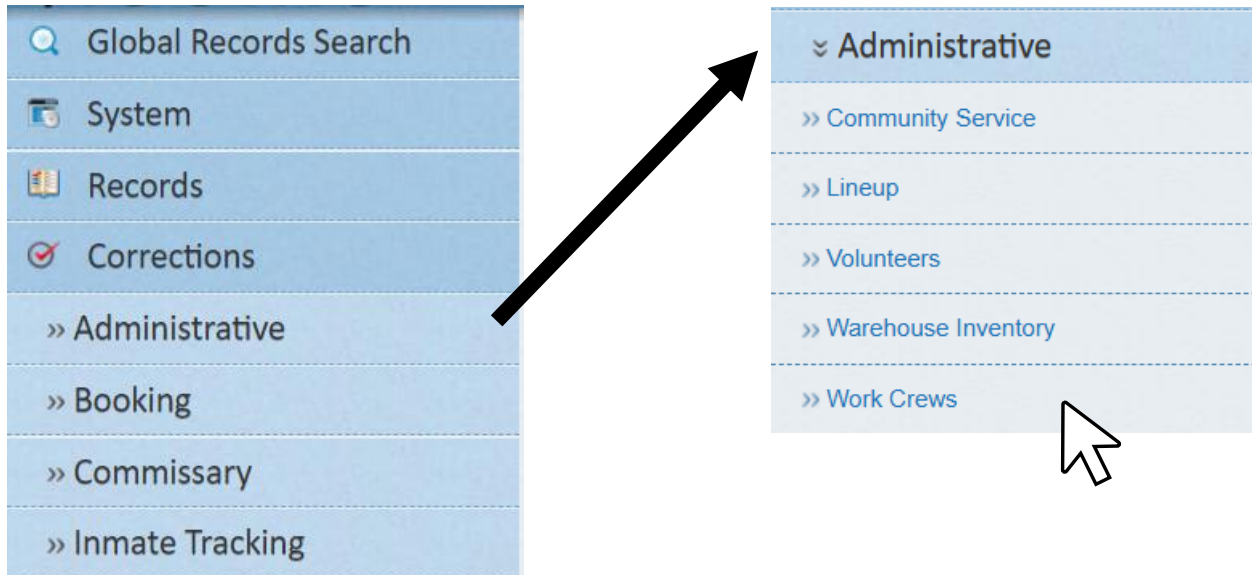 Global Records Search
System
Records
Corrections
» Administrative
» Booking
» Commissary
» Inmate Tracking
Administrative
» Community Service
» Lineup
» Volunteers
» Warehouse Inventory
» Work Crews